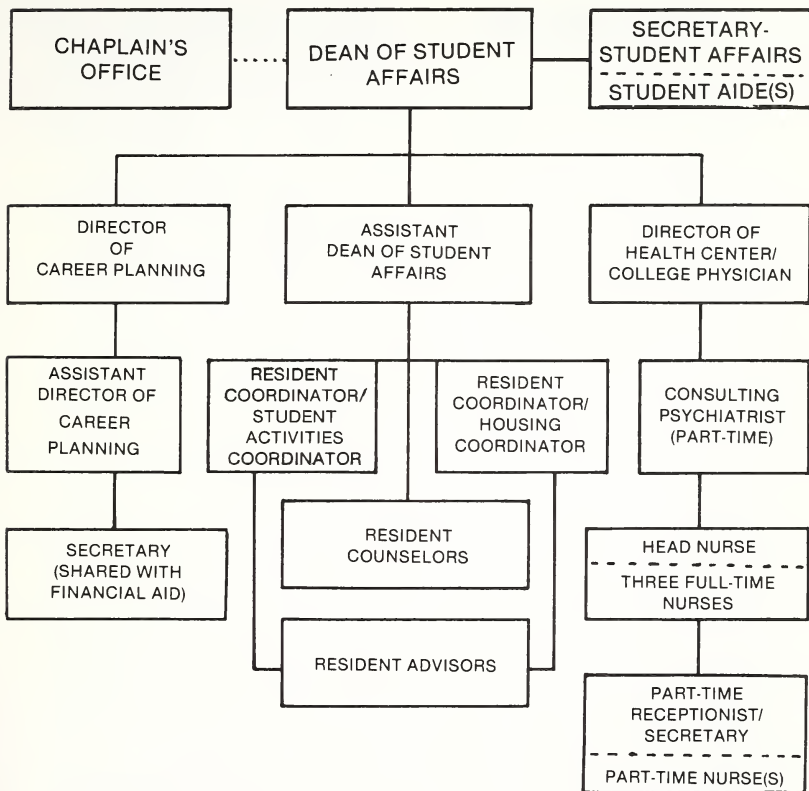 CHAPLAIN'S
OFFICE
DEAN OF STUDENT
AFFAIRS
SECRETARY-
STUDENT AFFAIRS
STUDENT AIDE(S)
DIRECTOR
OF
CAREER PLANNING
ASSISTANT
DEAN OF STUDENT
AFFAIRS
DIRECTOR OF
HEALTH CENTER/
COLLEGE PHYSICIAN
ASSISTANT
DIRECTOR OF
CAREER
PLANNING
RESIDENT
COORDINATOR/
STUDENT
ACTIVITIES
COORDINATOR
RESIDENT
COORDINATOR/
HOUSING
COORDINATOR
CONSULTING
PSYCHIATRIST
(PART-TIME)
SECRETARY
(SHARED WITH
FINANCIAL AID)
RESIDENT
COUNSELORS
HEAD NURSE
THREE FULL-TIME
NURSES
RESIDENT ADVISORS
PART-TIME
RECEPTIONIST/
SECRETARY
PART-TIME NURSE(S)